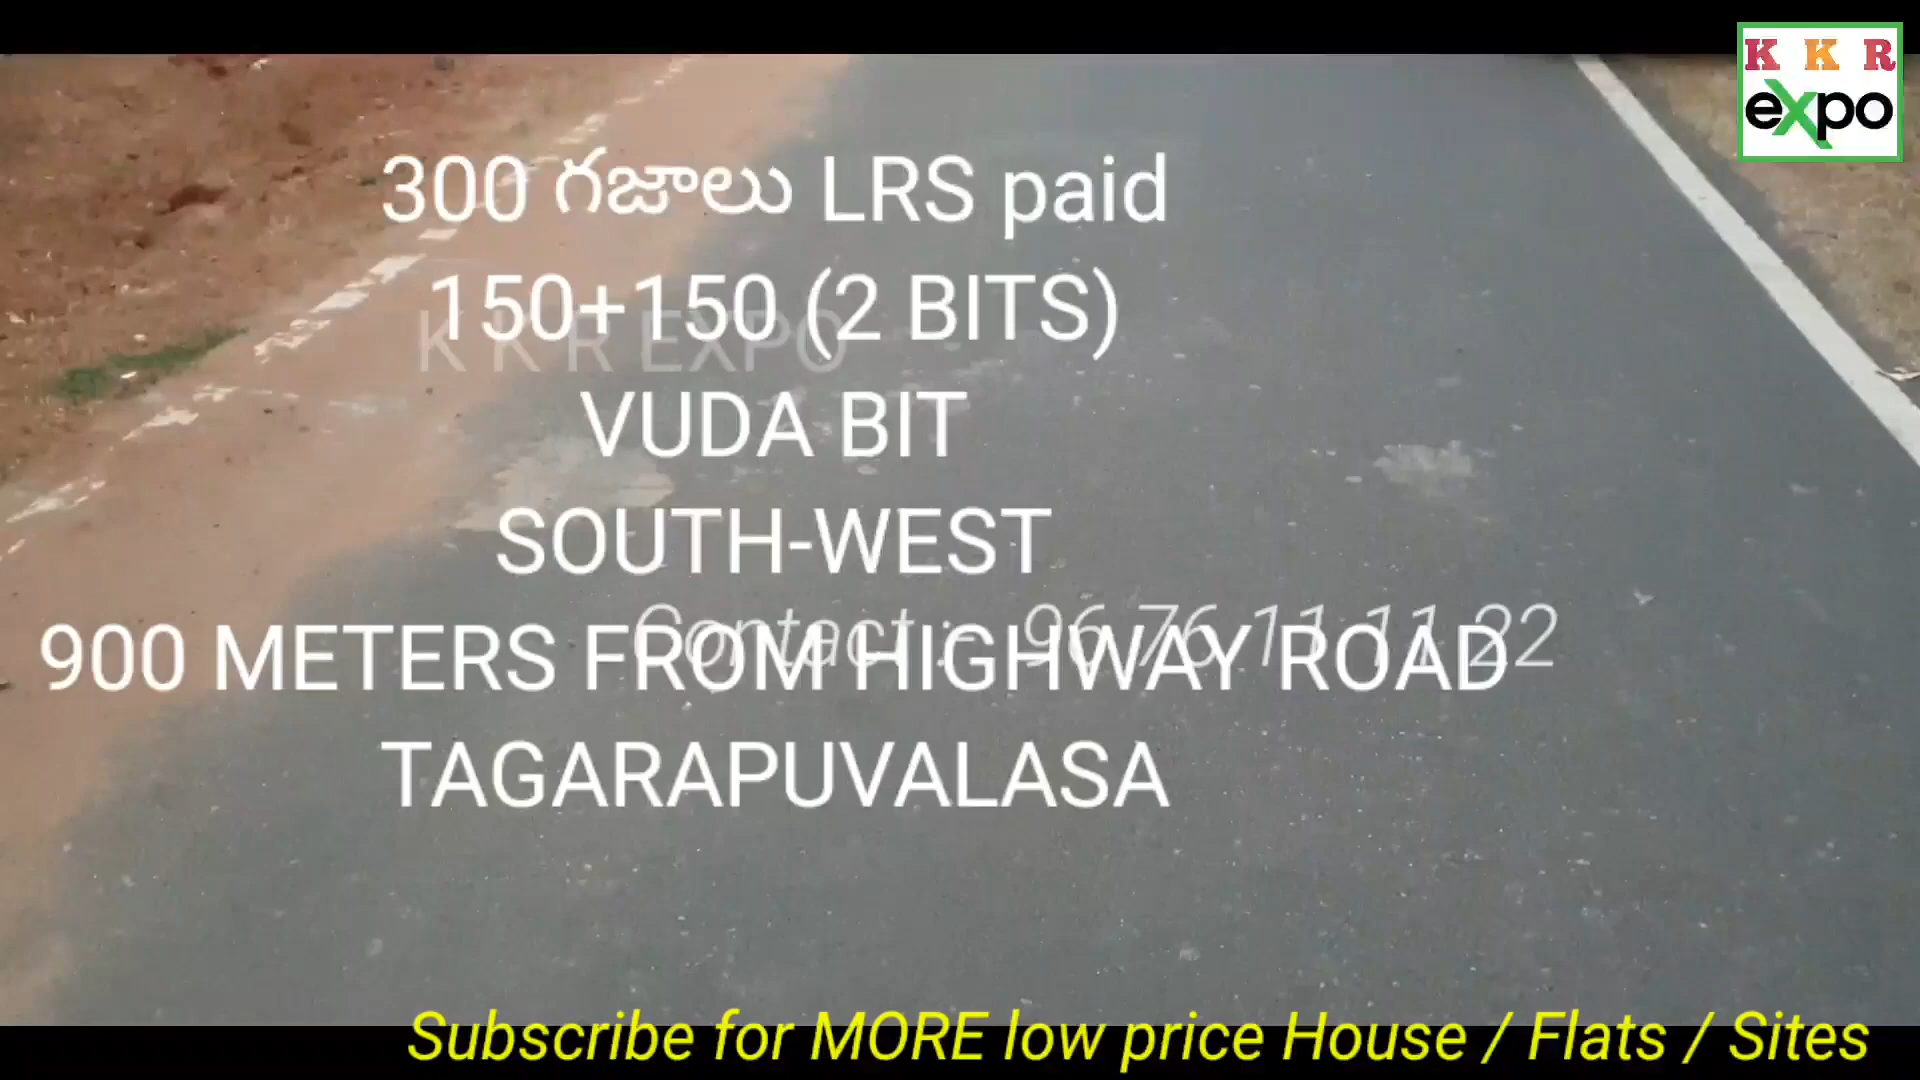 K K R
expo
300 గజాలు LRS paid
150+150 (2 BITS)
K K R EXPO
VUDA BIT
SOUTH-WEST
Contact :- 96 76 11 11 22
900 METERS FROM HIGHWAY ROAD
TAGARAPUVALASA
Subscribe for MORE low price House / Flats / Sites